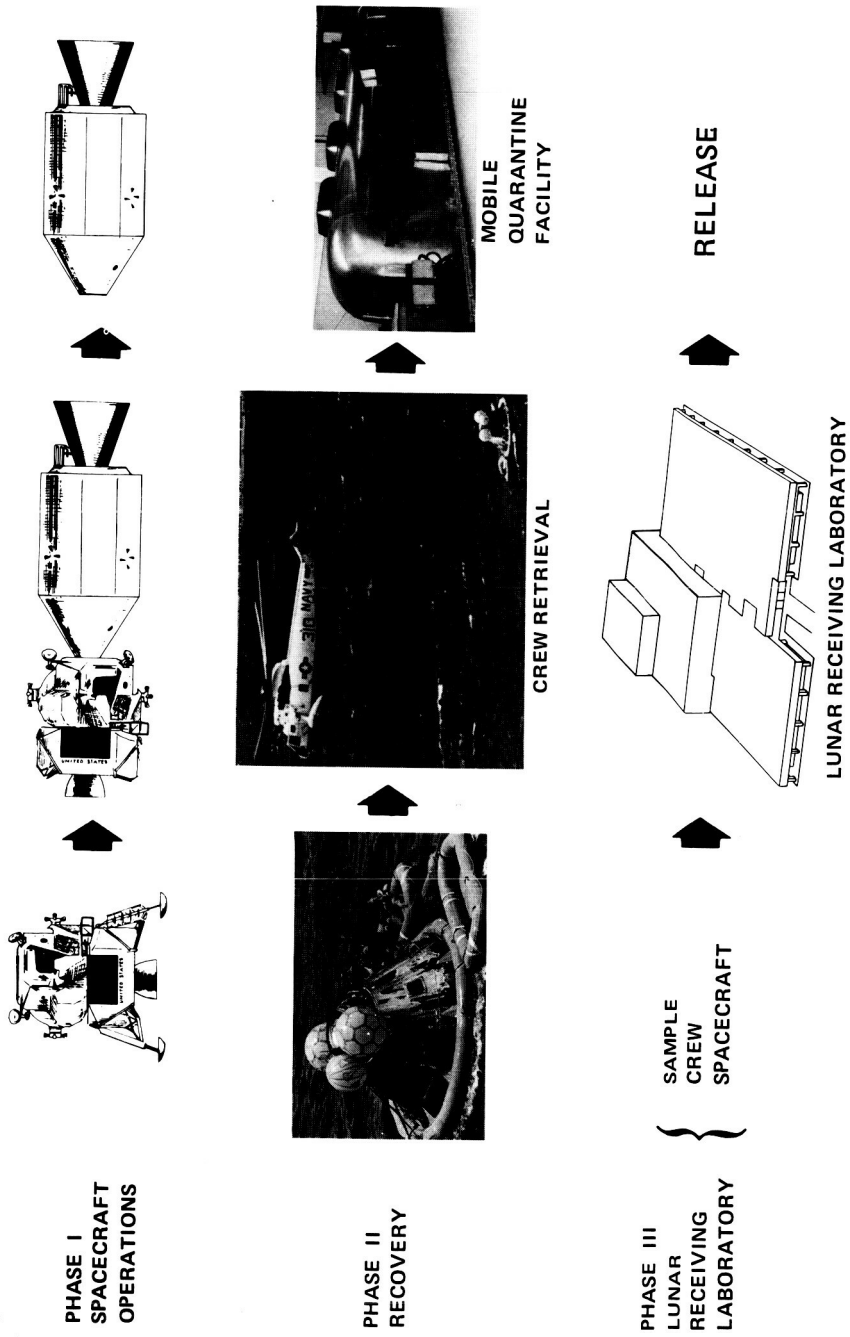 PHASE I
SPACECRAFT
OPERATIONS
UNITED STATES
UNITED STATES
PHASE II
RECOVERY
NAVY
CREW RETRIEVAL
MOBILE
QUARANTINE
FACILITY
PHASE III
LUNAR
RECEIVING
LABORATORY
SAMPLE
CREW
SPACECRAFT
LUNAR RECEIVING LABORATORY
RELEASE